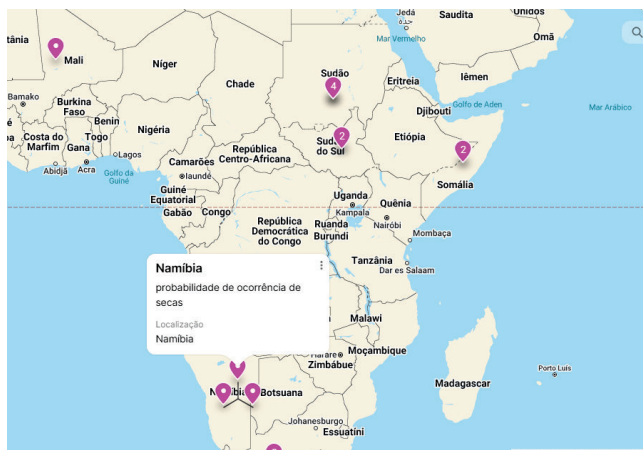 Jedá
جدة
Saudita
Unidos
Omã
Mar Vermelho
tânia
Mali
Níger
Chade
Sudão
4
Eritreia
Iêmen
Mar Arábico
Golfo de Aden
Djibouti
Bamako
Burkina
Faso
Benin
Togo
Costa do
Marfim
Gana
Nigéria
Lagos
Abidjã
Acra
Golfo da
Guiné
Camarões
Iaundé
República
Centro-Africana
2
do Sul
Etiópia
2
Somália
Guiné
Equatorial
Gabão
Congo
República
Democrática
do Congo
Uganda
Kampala
Quênia
Nairóbi
Ruanda
Burundi
Mombaça
Tanzânia
Dar es Salaam
Namíbia
probabilidade de ocorrência de
secas
Localização
Namíbia
Malawi
Moçambique
Harare
Zimbábue
Botsuana
Madagascar
Porto Luís
Johanesburgo
Essuatíni